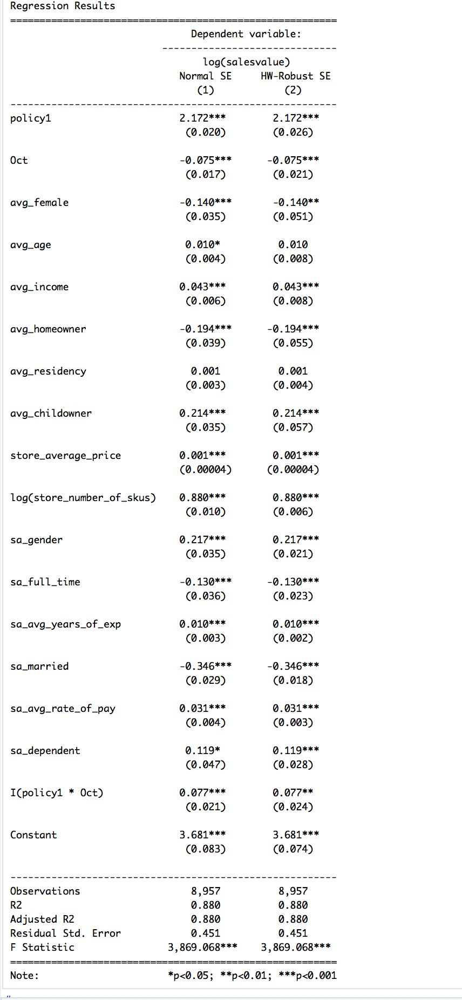 Regression Results
========================================================
Dependent variable:
------------------------------
log(salesvalue)
Normal SE HW-Robust SE
(1) (2)
--------------------------------------------------------
policy1 2.172*** 2.172***
(0.020) (0.026)
Oct -0.075*** -0.075***
(0.017) (0.021)
avg_female -0.140*** -0.140**
(0.035) (0.051)
avg_age 0.010* 0.010
(0.004) (0.008)
avg_income 0.043*** 0.043***
(0.006) (0.008)
avg_homeowner -0.194*** -0.194***
(0.039) (0.055)
avg_residency 0.001 0.001
(0.003) (0.004)
avg_childowner 0.214*** 0.214***
(0.035) (0.057)
store_average_price 0.001*** 0.001***
(0.00004) (0.00004)
log(store_number_of_skus) 0.880*** 0.880***
(0.010) (0.006)
sa_gender 0.217*** 0.217***
(0.035) (0.021)
sa_full_time -0.130*** -0.130***
(0.036) (0.023)
sa_avg_years_of_exp 0.010*** 0.010***
(0.003) (0.002)
sa_married -0.346*** -0.346***
(0.029) (0.018)
sa_avg_rate_of_pay 0.031*** 0.031***
(0.004) (0.003)
sa_dependent 0.119* 0.119***
(0.047) (0.028)
I(policy1 * Oct) 0.077*** 0.077**
(0.021) (0.024)
Constant 3.681*** 3.681***
(0.083) (0.074)
--------------------------------------------------------
Observations 8,957 8,957
R2 0.880 0.880
Adjusted R2 0.880 0.880
Residual Std. Error 0.451 0.451
F Statistic 3,869.068*** 3,869.068***
========================================================
Note: *p<0.05; **p<0.01; ***p<0.001